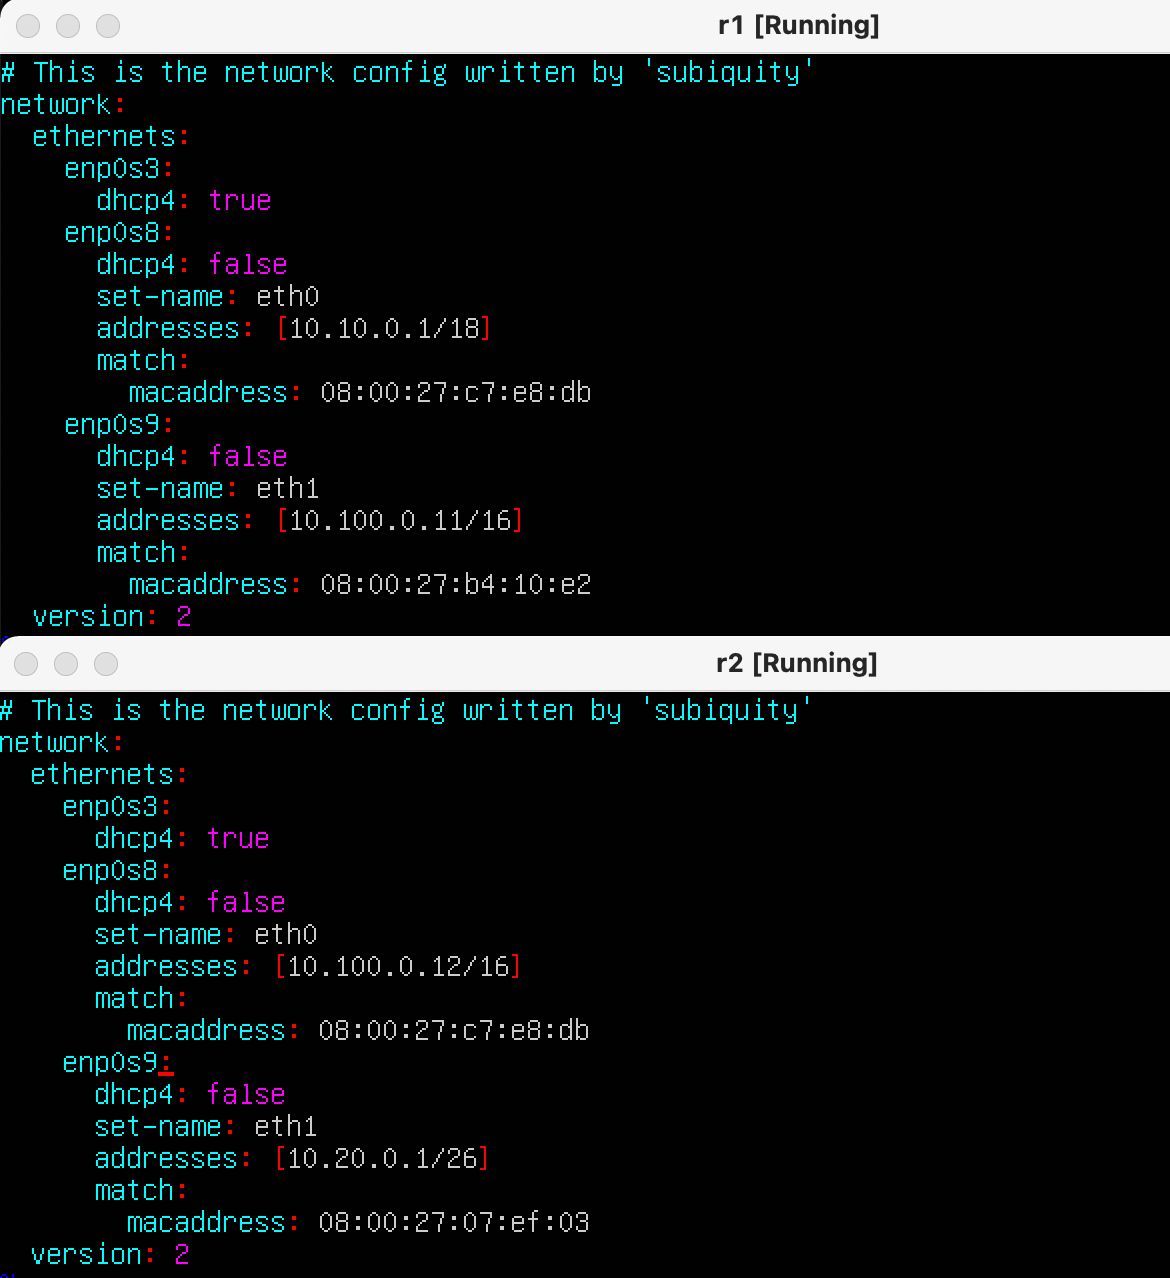 r1 [Running]
# This is the network config written by 'subiquity'
network:
  ethernets:
    enp0s3:
      dhcp4: true
    enp0s8:
      dhcp4: false
      set-name: eth0
      addresses: [10.10.0.1/18]
      match:
        macaddress: 08:00:27:c7:e8:db
    enp0s9:
      dhcp4: false
      set-name: eth1
      addresses: [10.100.0.11/16]
      match:
        macaddress: 08:00:27:b4:10:e2
  version: 2
r2 [Running]
# This is the network config written by 'subiquity'
network:
  ethernets:
    enp0s3:
      dhcp4: true
    enp0s8:
      dhcp4: false
      set-name: eth0
      addresses: [10.100.0.12/16]
      match:
        macaddress: 08:00:27:c7:e8:db
    enp0s9:
      dhcp4: false
      set-name: eth1
      addresses: [10.20.0.1/26]
      match:
        macaddress: 08:00:27:07:ef:03
  version: 2